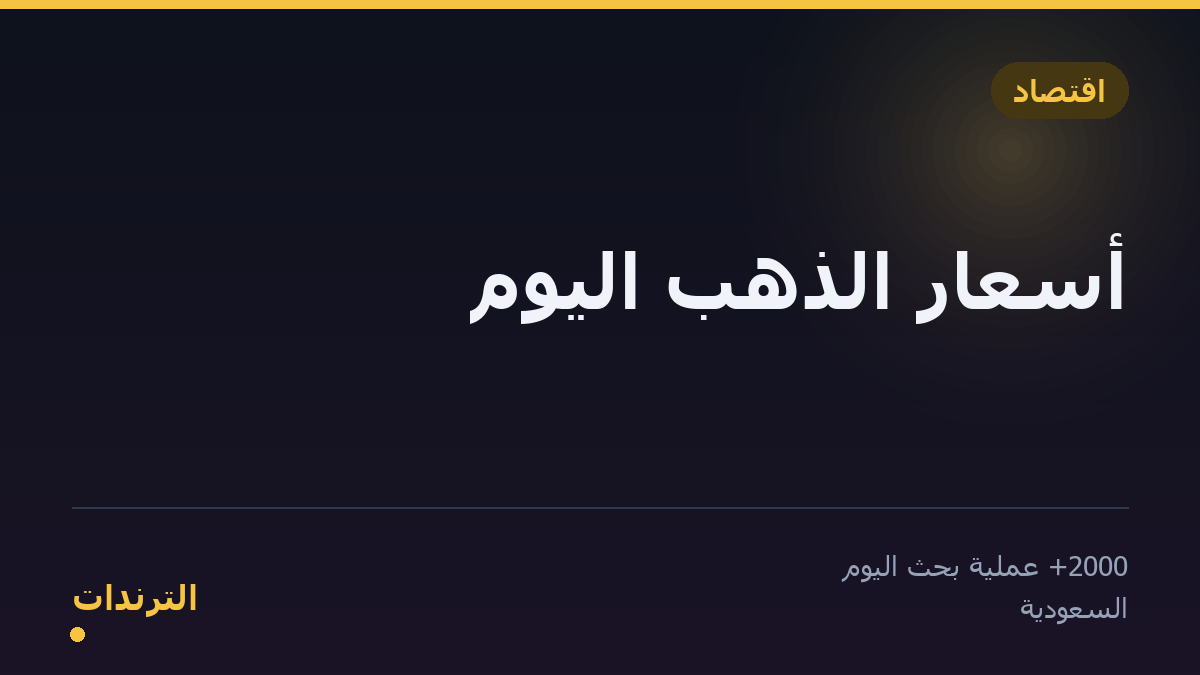 اقتصاد
أسعار الذهب اليوم
2000+ عملية بحث اليوم
السعودية
الترندات